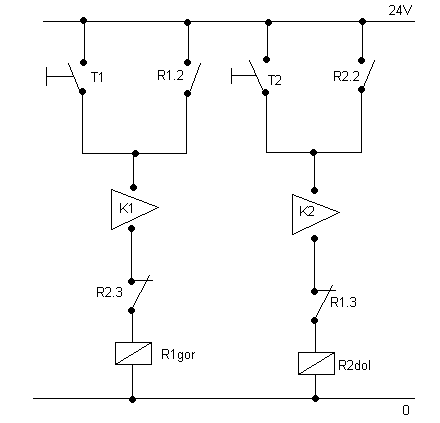 24V
T1
R1.2
T2
R2.2
K1
K2
R2.3
R1.3
R1gor
R2dol
0